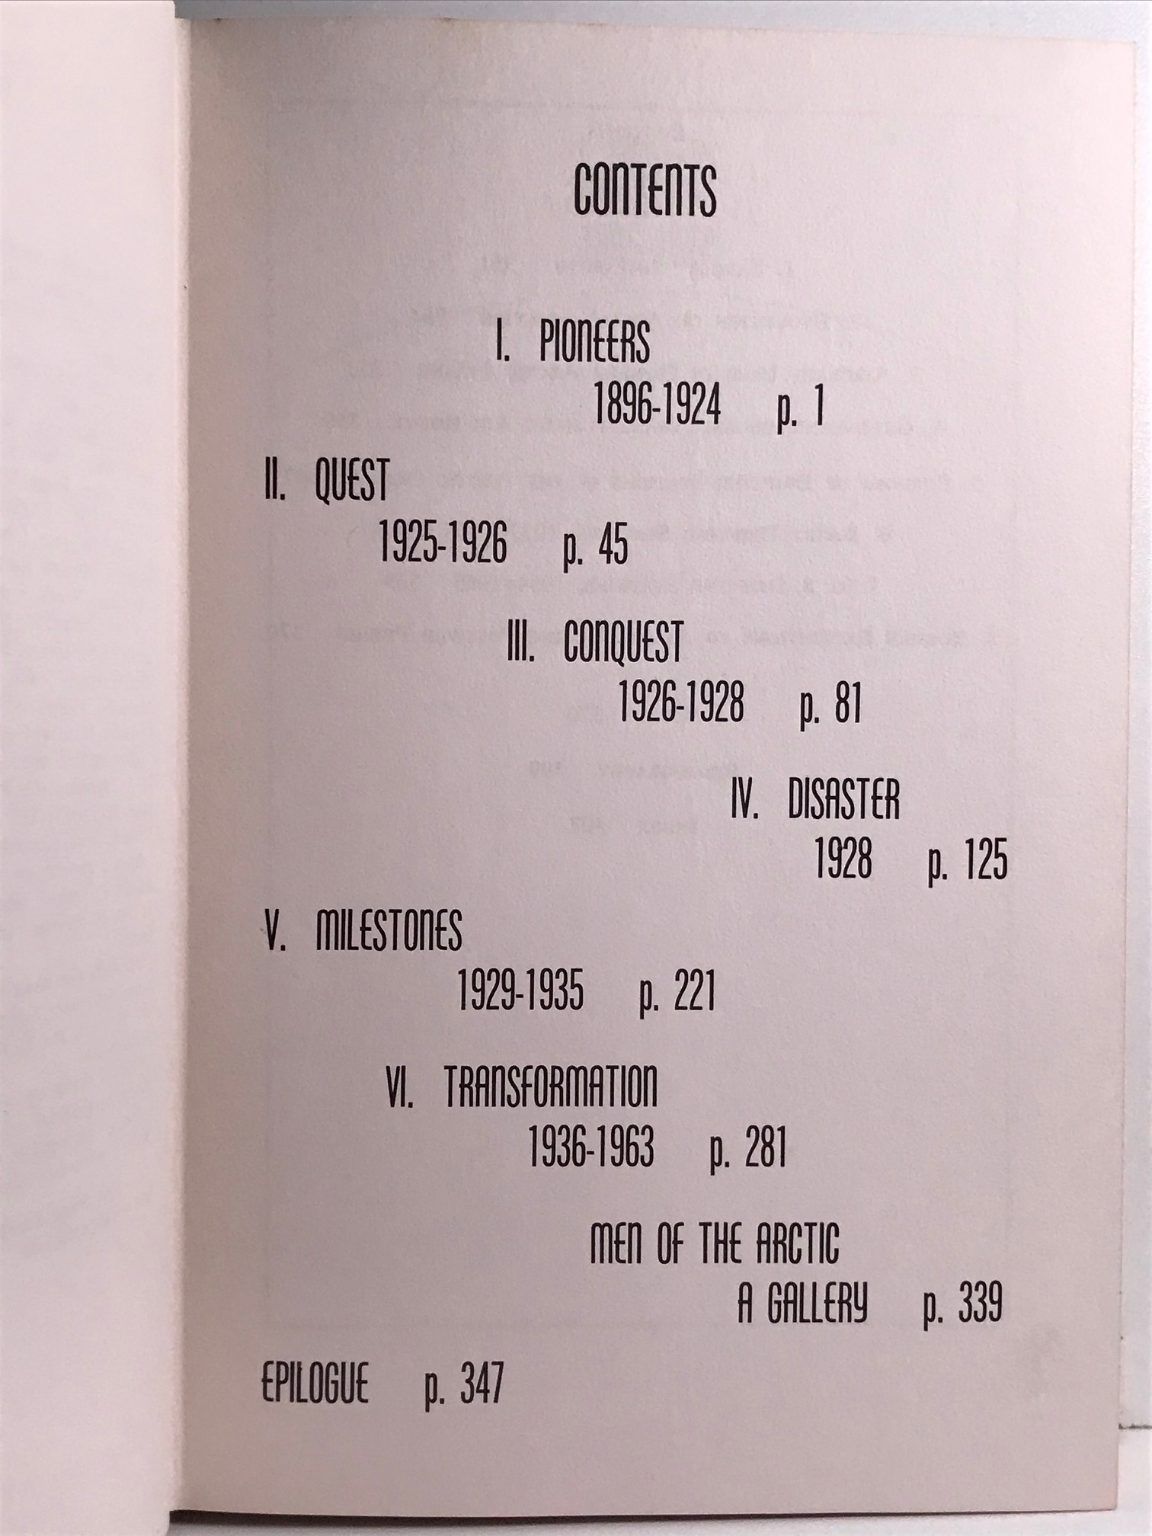 CONTENTS
I. PIONEERS
1896-1924 p. 1
II. QUEST
1925-1926 p. 45
III. CONQUEST
1926-1928 p. 81
IV. DISASTER
1928 p. 125
V. MILESTONES
1929-1935 p. 221
VI. TRANSFORMATION
1936-1963 p. 281
MEN OF THE ARCTIC
A GALLERY p. 339
EPILOGUE p. 347